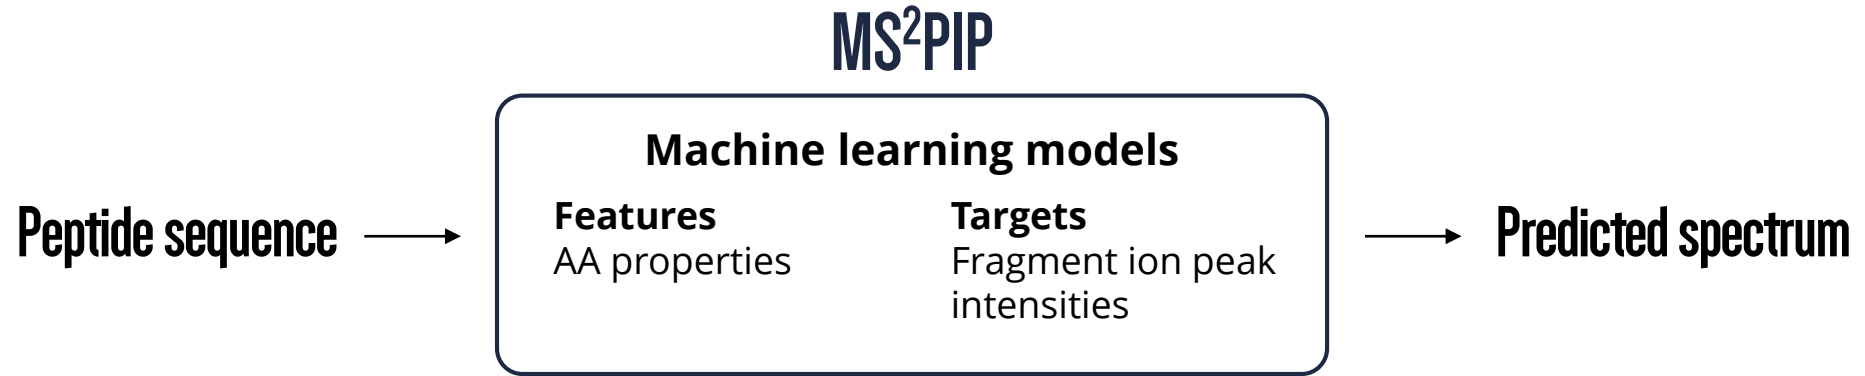 MS²PIP
Machine learning models
Peptide sequence
Features
AA properties
Targets
Fragment ion peak
intensities
Predicted spectrum